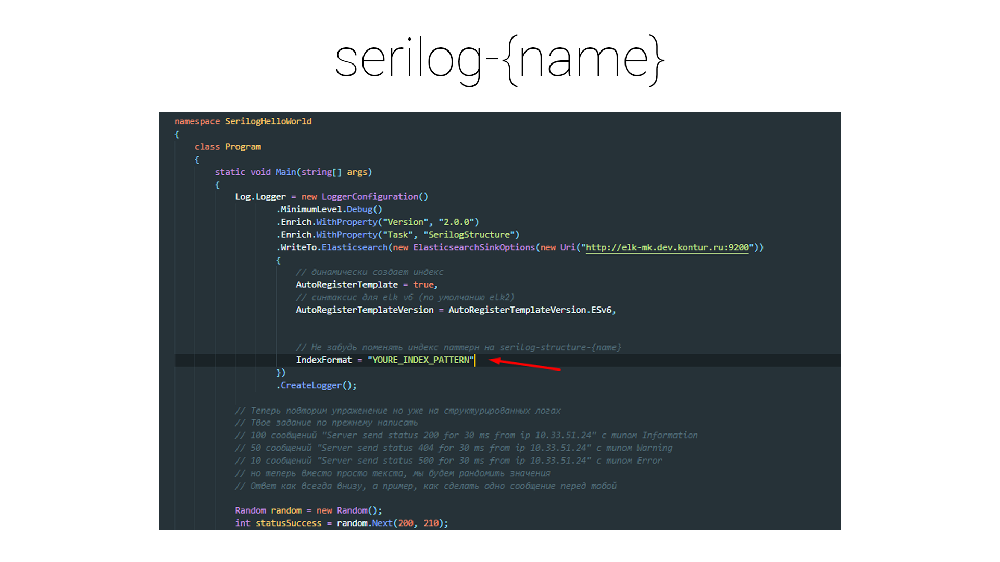 serilog-{name}
namespace SerilogHelloWorld
{
class Program
{
static void Main(string[] args)
{
Log.Logger = new LoggerConfiguration()
.MinimumLevel.Debug()
.Enrich.WithProperty("Version", "2.0.0")
.Enrich.WithProperty("Task", "SerilogStructure")
.WriteTo.Elasticsearch(new ElasticsearchSinkOptions(new Uri("http://elk-mk.dev.kontur.ru:9200"))
{
// динамически создает индекс
AutoRegisterTemplate = true,
// синтаксис для elk v6 (по умолчанию elk2)
AutoRegisterTemplateVersion = AutoRegisterTemplateVersion.ESv6,
// Не забудь поменять индекс паттерн на serilog-structure-{name}
IndexFormat = "YOURE_INDEX_PATTERN"
})
.CreateLogger();
// Теперь повторим упраженение но уже на структурированных логах
// Твое задание по прежнему написать
// 100 сообщений "Server send status 200 for 30 ms from ip 10.33.51.24" с типом Information
// 50 сообщений "Server send status 404 for 30 ms from ip 10.33.51.24" с типом Warning
// 10 сообщений "Server send status 500 for 30 ms from ip 10.33.51.24" с типом Error
// но теперь вместо просто текста, мы будем рандомить значения
// Ответ как всегда внизу, а пример, как сделать одно сообщение перед тобой
Random random = new Random();
int statusSuccess = random.Next(200, 210);